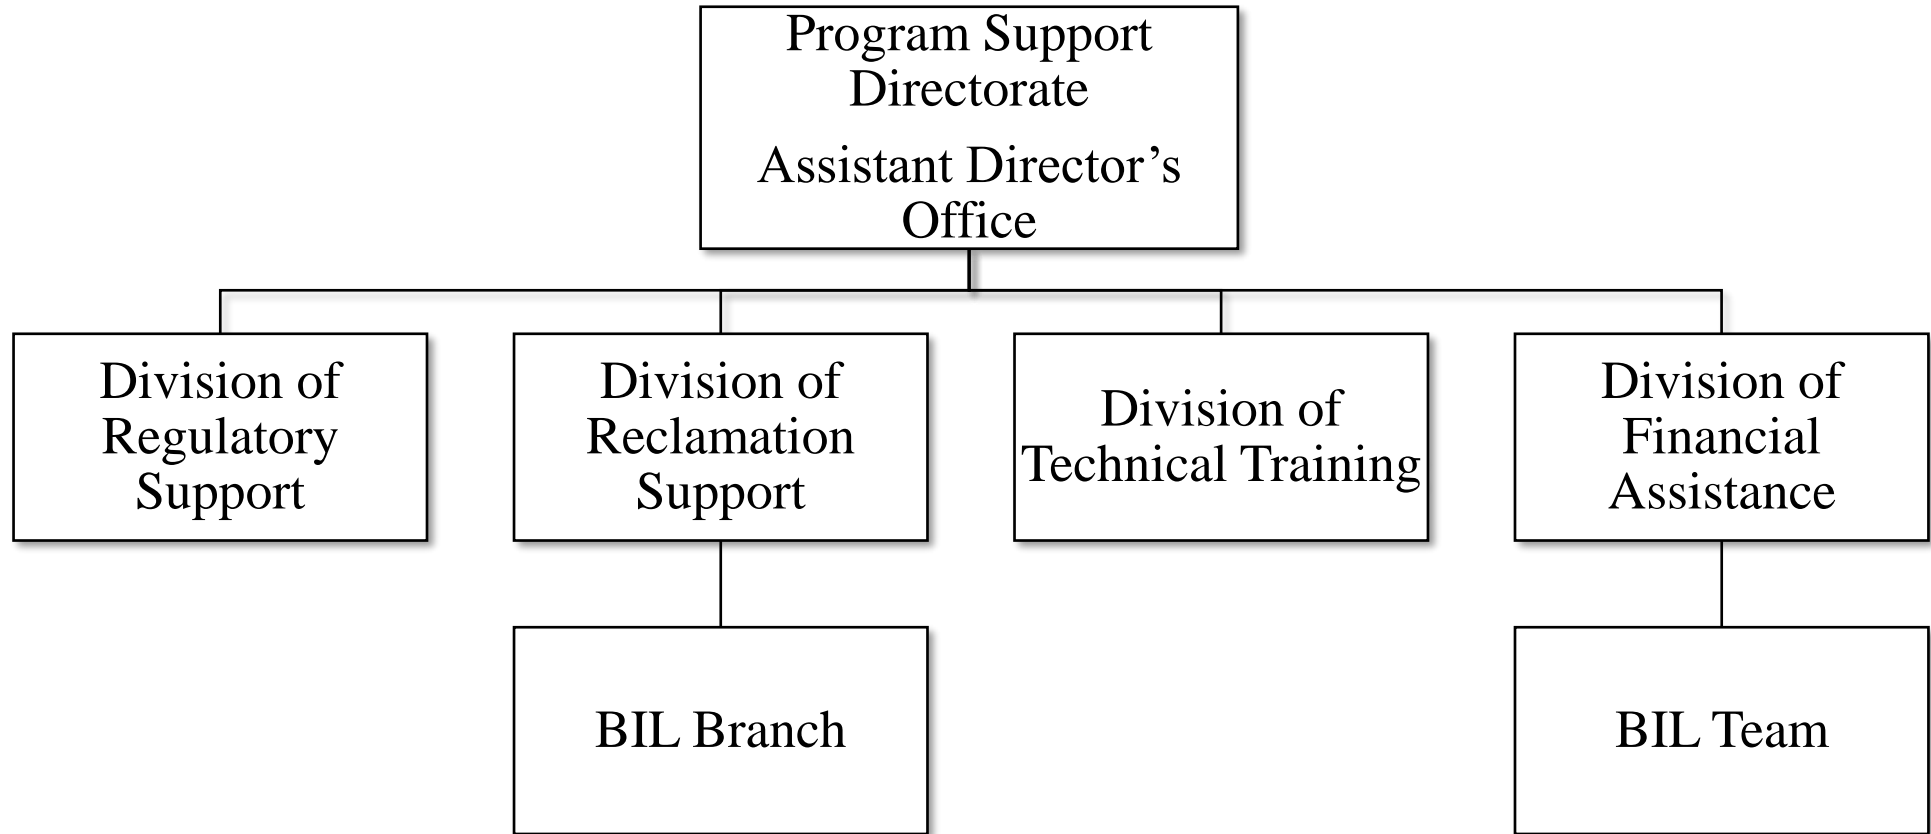 Program Support
Directorate
Assistant Director’s
Office
Division of
Regulatory
Support
Division of
Reclamation
Support
Division of
Technical Training
Division of
Financial
Assistance
BIL Branch
BIL Team